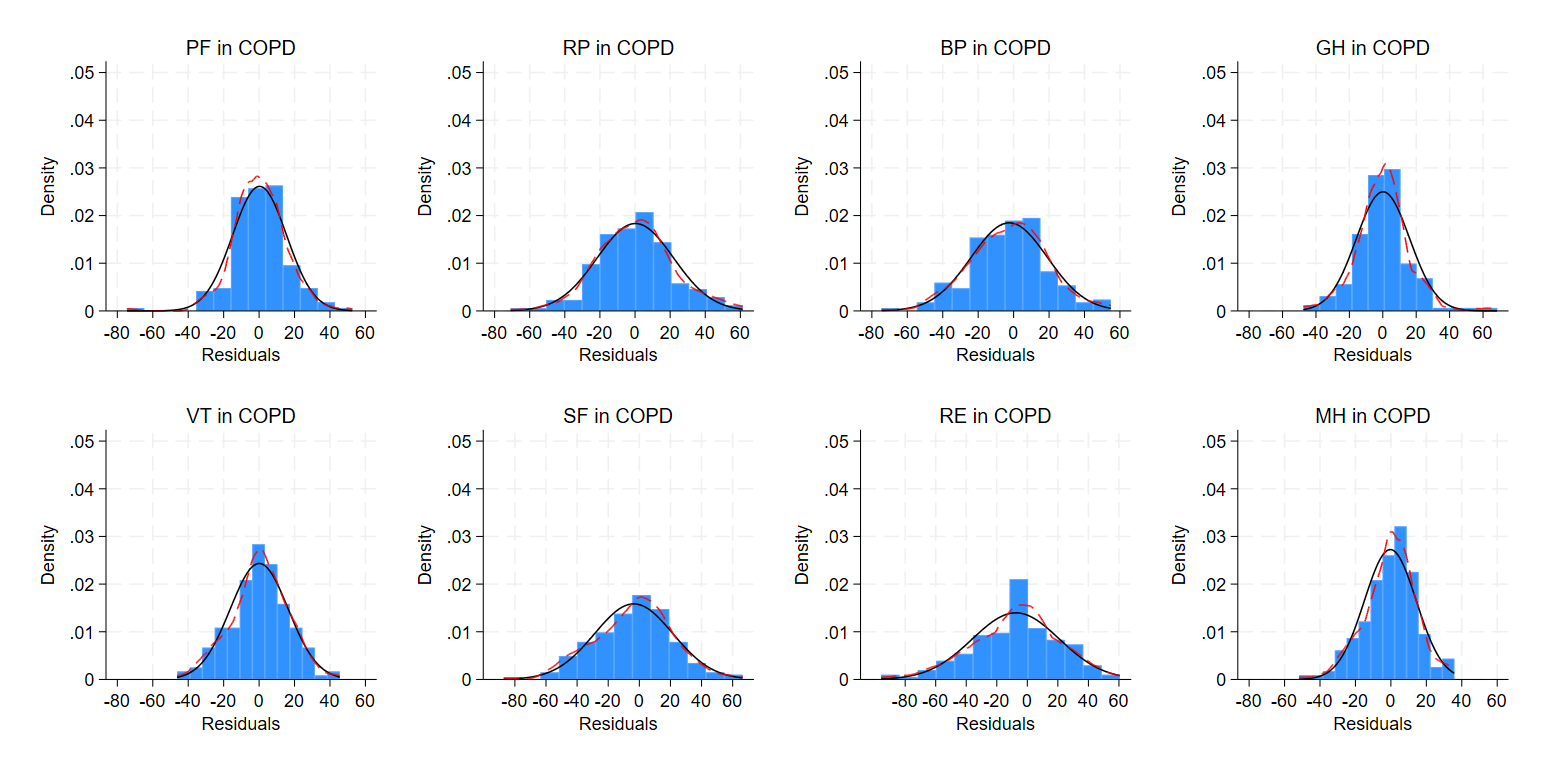 PF in COPD
Density
.05
.04
.03
.02
.01
0
-80 -60 -40 -20 0 20 40 60
Residuals
RP in COPD
Density
.05
.04
.03
.02
.01
0
-80 -60 -40 -20 0 20 40 60
Residuals
BP in COPD
Density
.05
.04
.03
.02
.01
0
-80 -60 -40 -20 0 20 40 60
Residuals
GH in COPD
Density
.05
.04
.03
.02
.01
0
-80 -60 -40 -20 0 20 40 60
Residuals
VT in COPD
Density
.05
.04
.03
.02
.01
0
-80 -60 -40 -20 0 20 40 60
Residuals
SF in COPD
Density
.05
.04
.03
.02
.01
0
-80 -60 -40 -20 0 20 40 60
Residuals
RE in COPD
Density
.05
.04
.03
.02
.01
0
-80 -60 -40 -20 0 20 40 60
Residuals
MH in COPD
Density
.05
.04
.03
.02
.01
0
-80 -60 -40 -20 0 20 40 60
Residuals